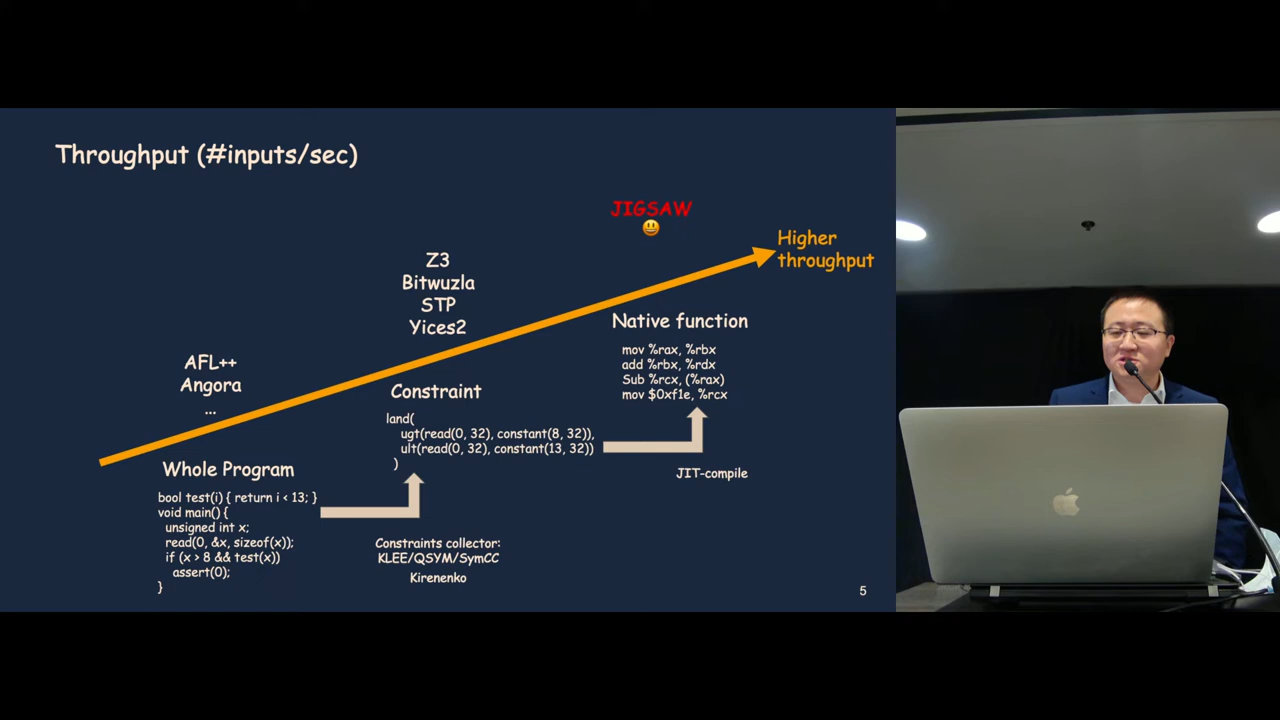 Throughput (#inputs/sec)
JIGSAW
Higher
throughput
Z3
Bitwuzla
STP
Yices2
AFL++
Angora
...
Native function
mov %rax, %rbx
add %rbx, %rdx
Sub %rcx, (%rax)
mov $0xf1e, %rcx
JIT-compile
Constraint
land(
ugt(read(0, 32), constant(8, 32)),
ult(read(0, 32), constant(13, 32))
)
Whole Program
bool test(i) { return i < 13; }
void main() {
unsigned int x;
read(0, &x, sizeof(x));
if (x > 8 && test(x))
assert(0);
}
Constraints collector:
KLEE/QSYM/SymCC
Kirenenko
5